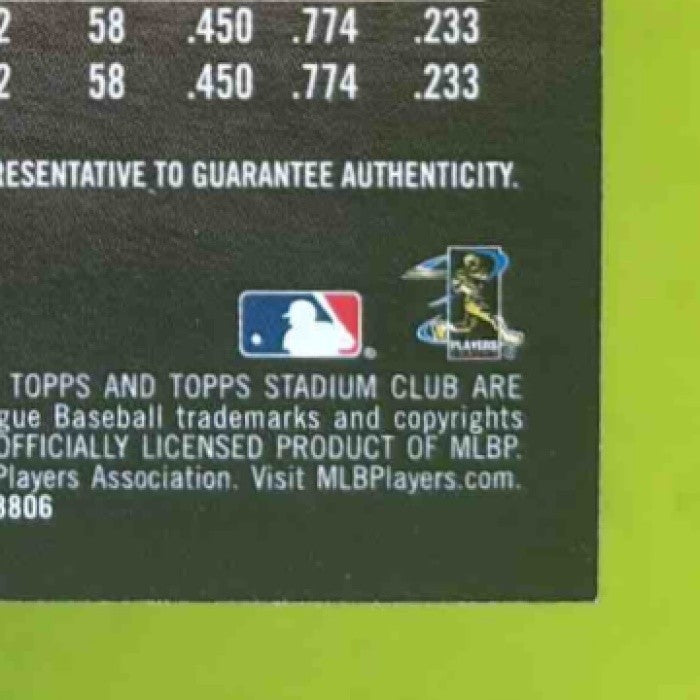 2 58 .450 .774 .233
2 58 .450 .774 .233
RESENTATIVE TO GUARANTEE AUTHENTICITY.
PLAYERS
®
TOPPS AND TOPPS STADIUM CLUB ARE
gue Baseball trademarks and copyrights
OFFICIALLY LICENSED PRODUCT OF MLBP.
Players Association. Visit MLBPlayers.com.
3806